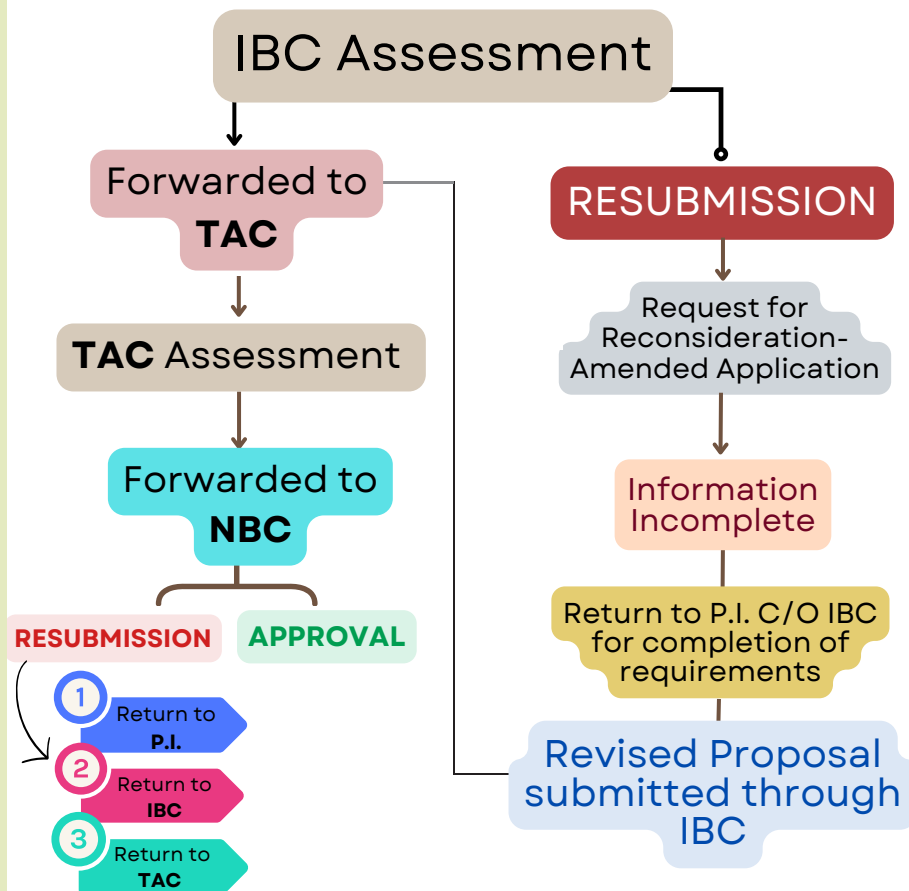 IBC Assessment
Forwarded to
TAC
TAC Assessment
Forwarded to
NBC
RESUBMISSION
APPROVAL
1
Return to
P.I.
2
Return to
IBC
3
Return to
TAC
RESUBMISSION
Request for
Reconsideration-
Amended Application
Information
Incomplete
Return to P.I. C/O IBC
for completion of
requirements
Revised Proposal
submitted through
IBC